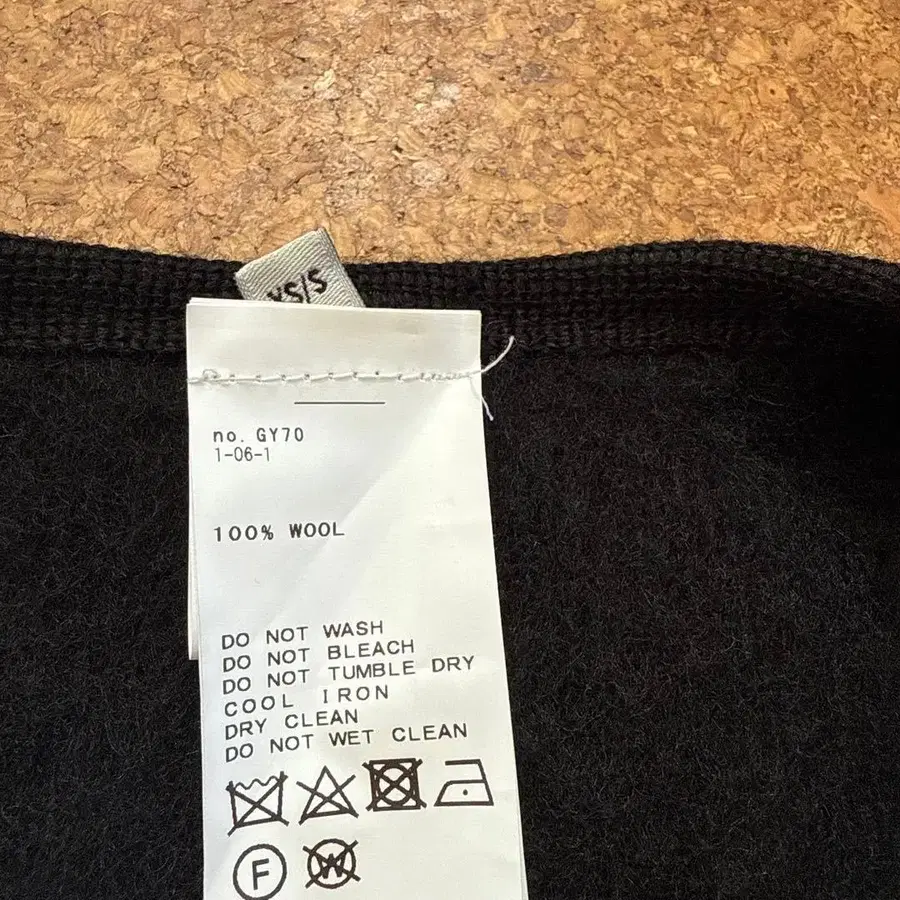 XS/S
no. GY70
1-06-1
100% WOOL
DO NOT WASH
DO NOT BLEACH
DO NOT TUMBLE DRY
COOL IRON
DRY CLEAN
DO NOT WET CLEAN
F
W